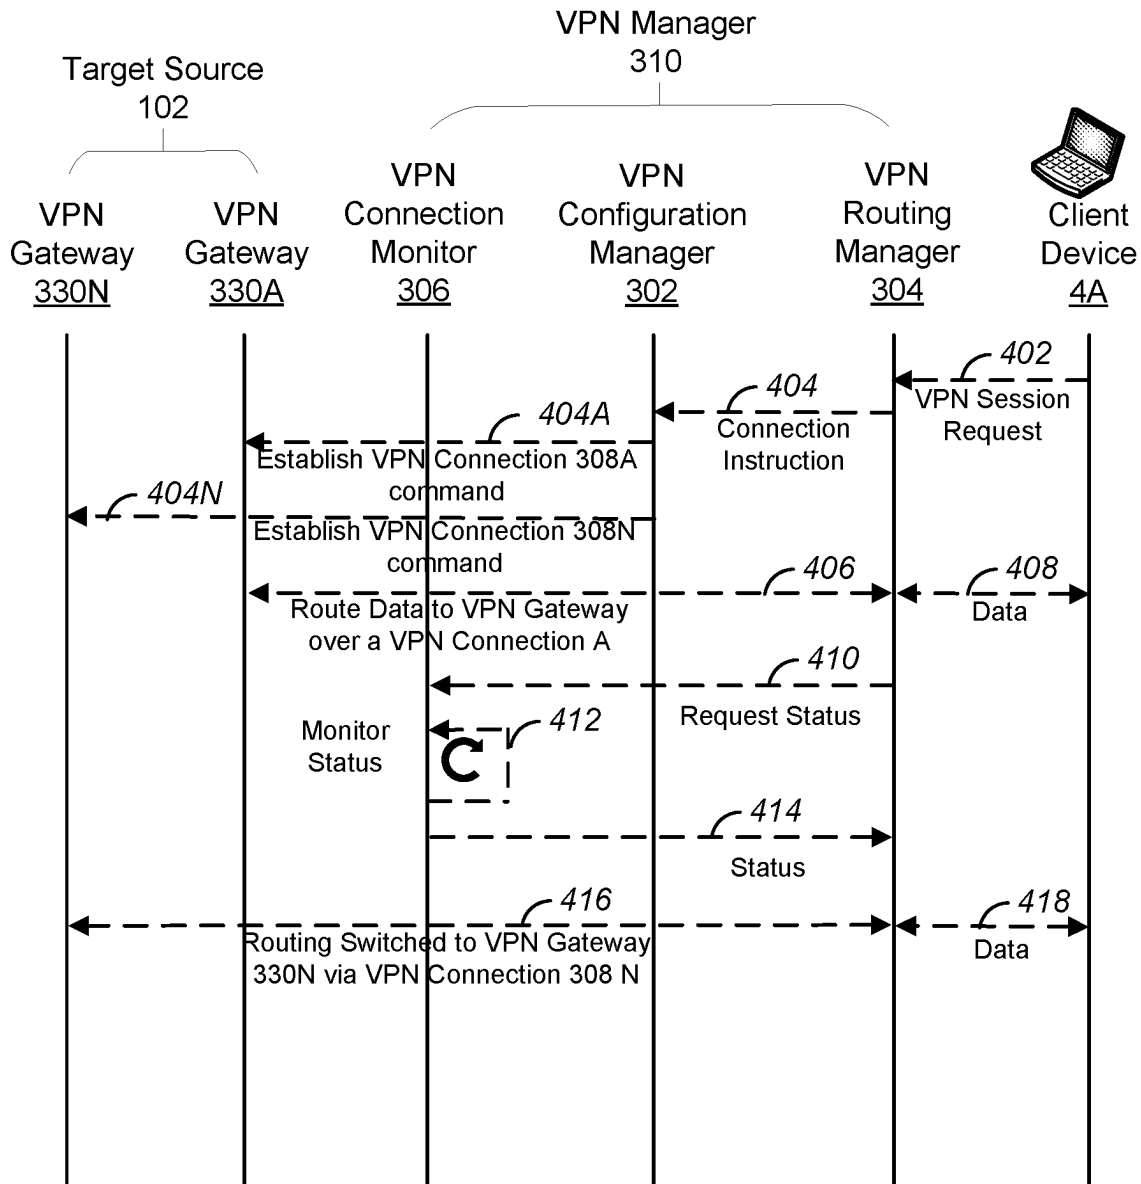 VPN Manager
310
Target Source
102
VPN
Gateway
330N
VPN
Gateway
330A
VPN
Connection
Monitor
306
VPN
Configuration
Manager
302
VPN
Routing
Manager
304
Client
Device
4A
402
VPN Session
Request
404
Connection
Instruction
404A
Establish VPN Connection 308A
command
404N
Establish VPN Connection 308N
command
406
Route Data to VPN Gateway
over a VPN Connection A
408
Data
410
Request Status
412
Monitor
Status
414
Status
416
Routing Switched to VPN Gateway
330N via VPN Connection 308 N
418
Data